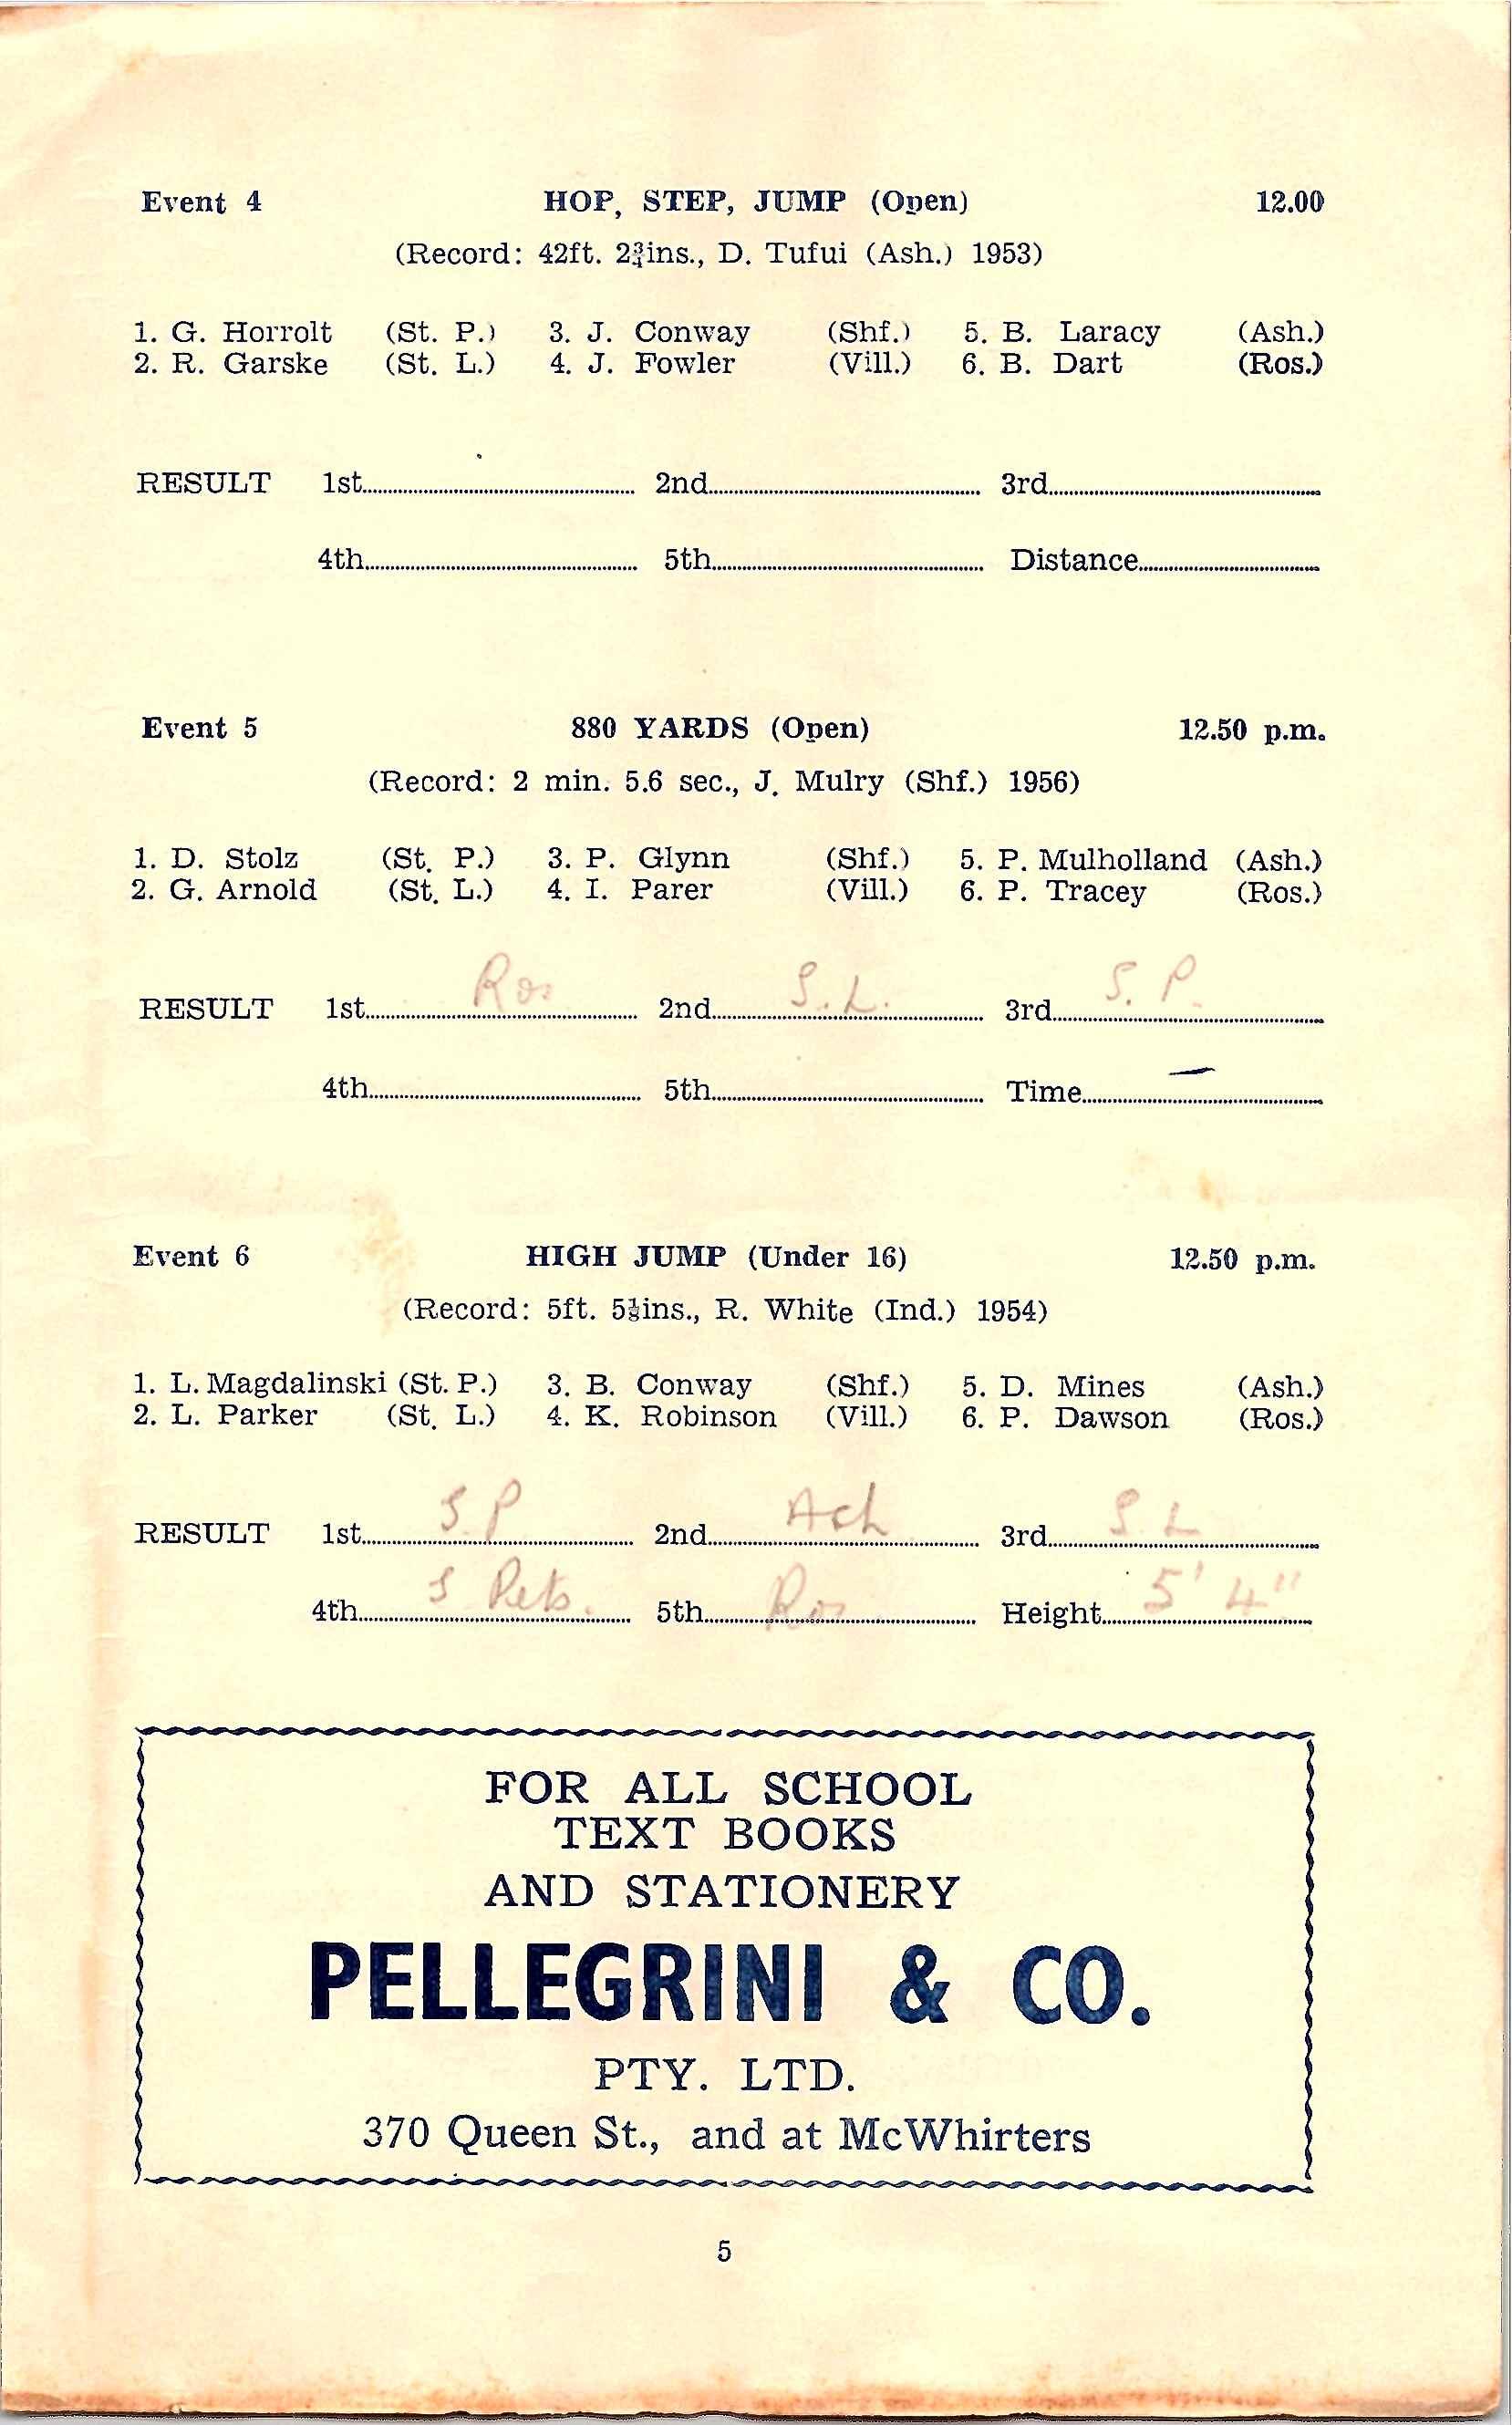 Event 4 HOP, STEP, JUMP (Open) 12.00
(Record: 42ft. 2¾ins., D. Tufui (Ash.) 1953)
1. G. Horrolt (St. P.) 3. J. Conway (Shf.) 5. B. Laracy (Ash.)
2. R. Garske (St. L.) 4. J. Fowler (Vill.) 6. B. Dart (Ros.)
RESULT 1st 2nd 3rd
4th 5th Distance
Event 5 880 YARDS (Open) 12.50 p.m.
(Record: 2 min. 5.6 sec., J. Mulry (Shf.) 1956)
1. D. Stolz (St. P.) 3. P. Glynn (Shf.) 5. P. Mulholland (Ash.)
2. G. Arnold (St. L.) 4. I. Parer (Vill.) 6. P. Tracey (Ros.)
RESULT 1st Ros 2nd S.L. 3rd S.P.
4th 5th Time —
Event 6 HIGH JUMP (Under 16) 12.50 p.m.
(Record: 5ft. ins., R. White (Ind.) 1954)
1. L. Magdalinski (St. P.) 3. B. Conway (Shf.) 5. D. Mines (Ash.)
2. L. Parker (St. L.) 4. K. Robinson (Vill.) 6. P. Dawson (Ros.)
RESULT 1st S P 2nd Ash 3rd S L
4th 5th Ros Height 5' 4"
FOR ALL SCHOOL
TEXT BOOKS
AND STATIONERY
PELLEGRINI & CO.
PTY. LTD.
370 Queen St., and at McWhirters
5